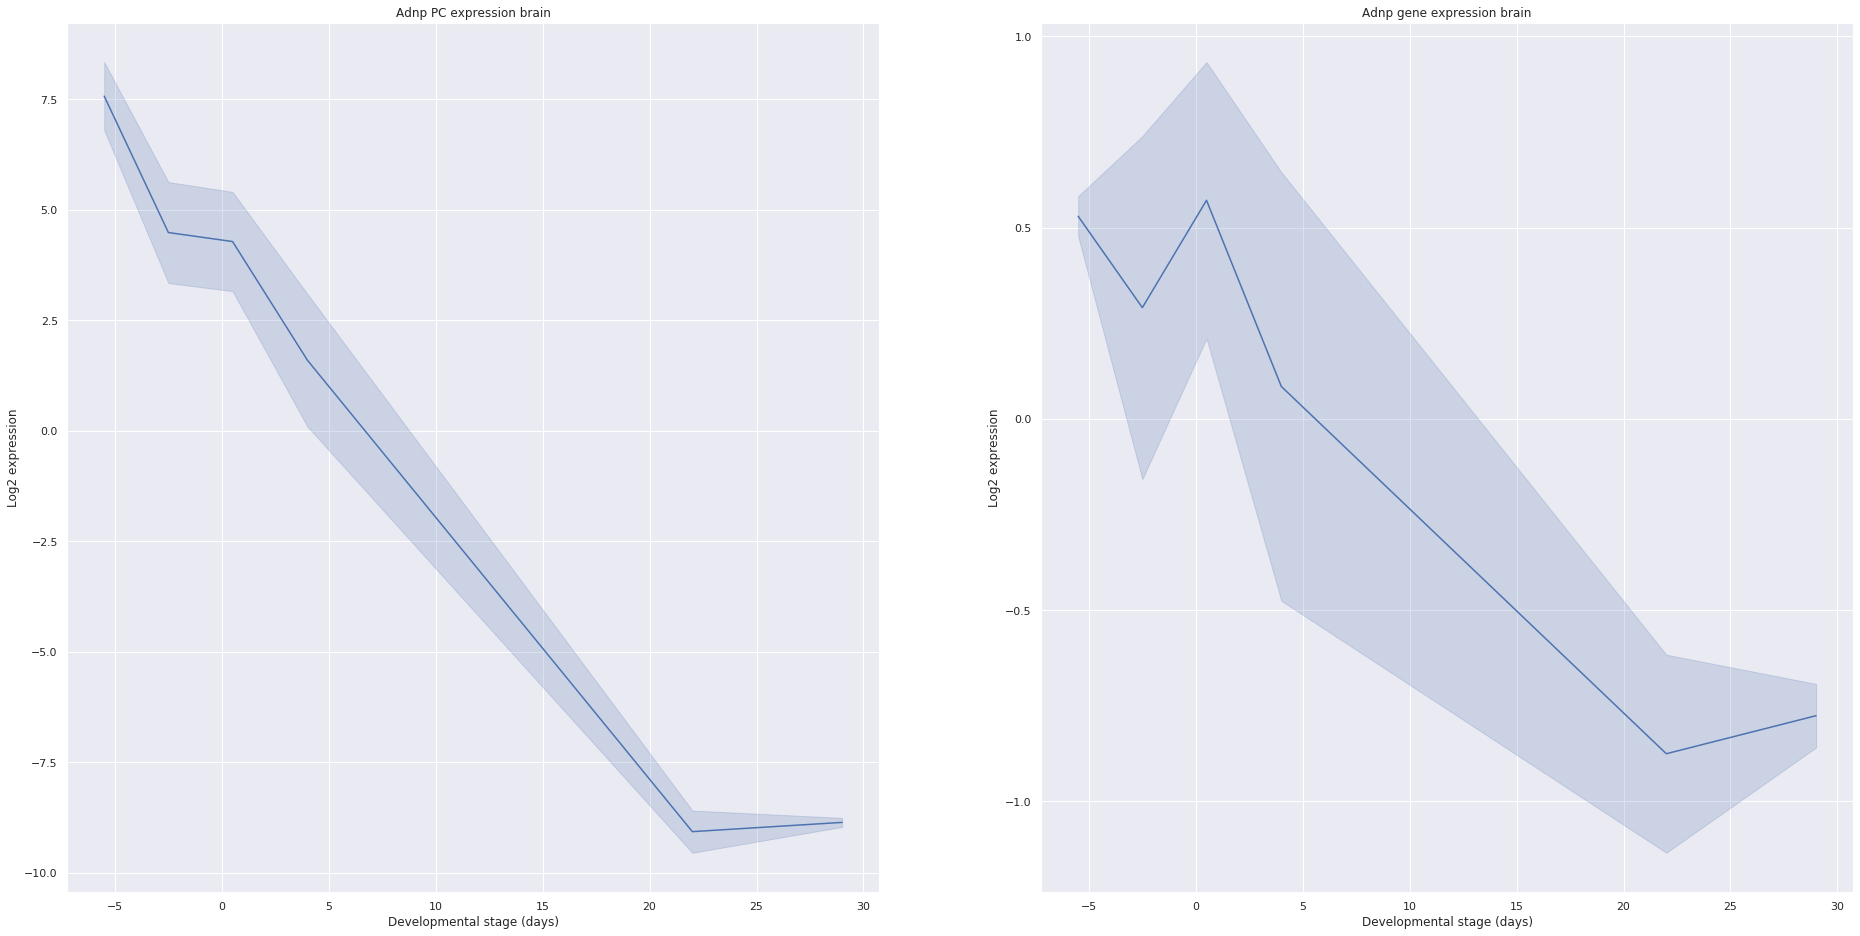 Adnp PC expression brain
Log2 expression
7.5
5.0
2.5
0.0
−2.5
−5.0
−7.5
−10.0
−5 0 5 10 15 20 25 30
Developmental stage (days)
Adnp gene expression brain
Log2 expression
1.0
0.5
0.0
−0.5
−1.0
−5 0 5 10 15 20 25 30
Developmental stage (days)